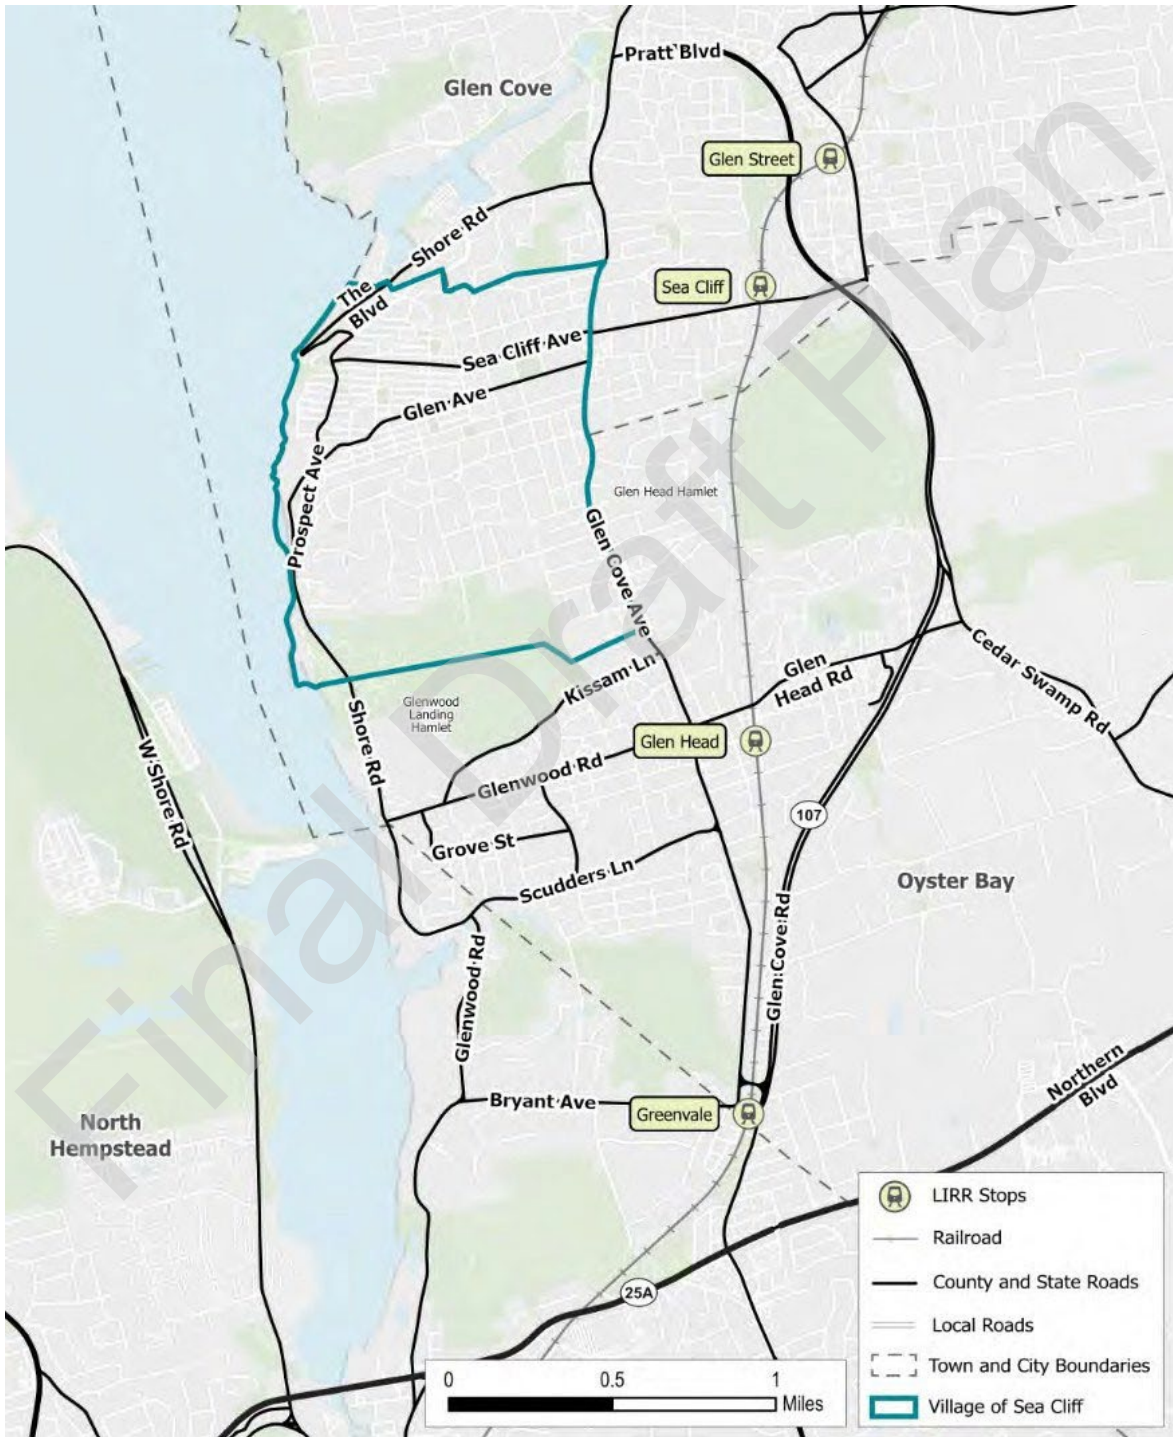 Pratt Blvd
Glen Cove
Glen Street
Shore Rd
Sea Cliff
The
Blvd
Sea Cliff Ave
Glen Ave
Prospect Ave
Glen Head Hamlet
Glen Cove Ave
Kissam Ln
Glen
Head Rd
Cedar Swamp Rd
Glenwood
Landing
Hamlet
Shore Rd
W Shore Rd
Glen Head
Glenwood Rd
107
Grove St
Scudders Ln
Oyster Bay
Glen Cove Rd
Glenwood Rd
Northern
Blvd
Bryant Ave
Greenvale
North
Hempstead
25A
Final Draft Plan
LIRR Stops
Railroad
County and State Roads
Local Roads
Town and City Boundaries
Village of Sea Cliff
0 0.5 1
Miles